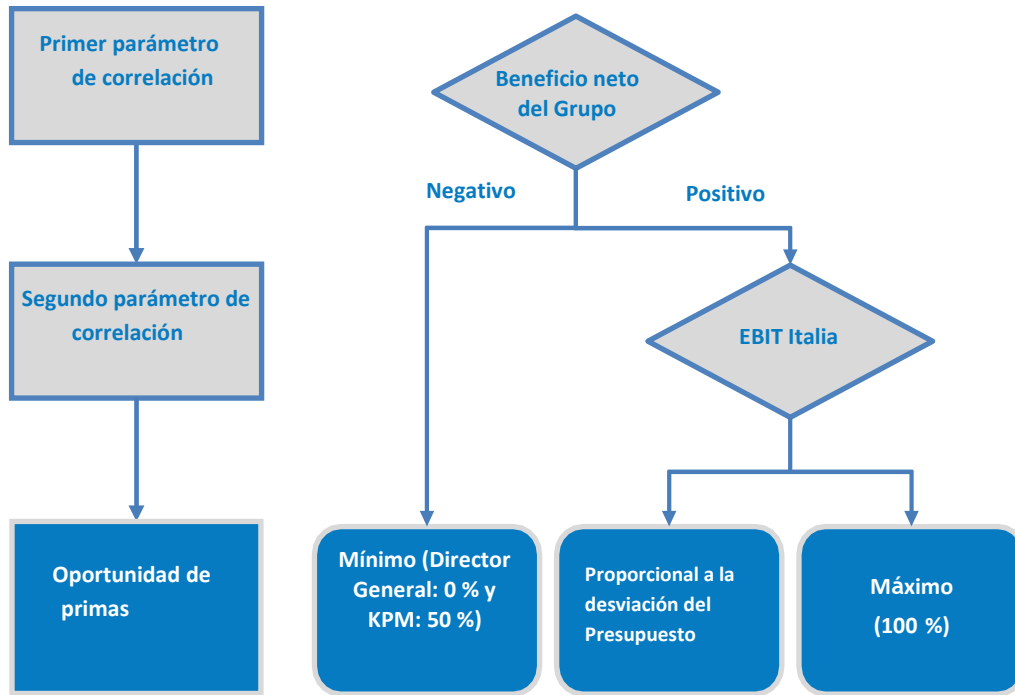 Primer parámetro
de correlación
Beneficio neto
del Grupo
Negativo
Positivo
Segundo parámetro de
correlación
EBIT Italia
Oportunidad de
primas
Mínimo (Director
General: 0 % y
KPM: 50 %)
Proporcional a la
desviación del
Presupuesto
Máximo
(100 %)